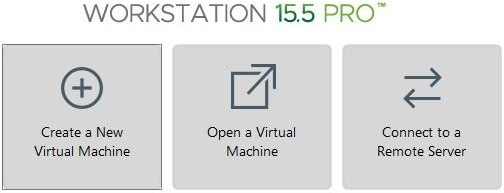 WORKSTATION 15.5 PRO™
Create a New
Virtual Machine
Open a Virtual
Machine
Connect to a
Remote Server